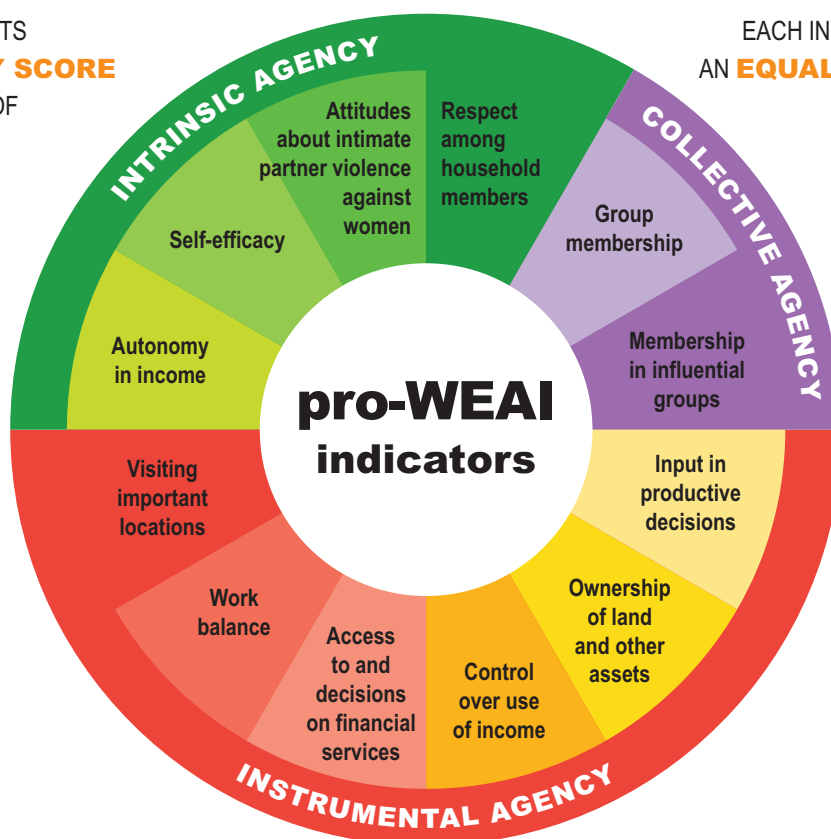 TS
Y SCORE
OF
EACH IN
AN EQUAL
INTRINSIC AGENCY
COLLECTIVE AGENCY
INSTRUMENTAL AGENCY
Attitudes
about intimate
partner violence
against
women
Respect
among
household
members
Self-efficacy
Group
membership
Autonomy
in income
Membership
in influential
groups
pro-WEAI
indicators
Visiting
important
locations
Input in
productive
decisions
Work
balance
Ownership
of land
and other
assets
Access
to and
decisions
on financial
services
Control
over use
of income